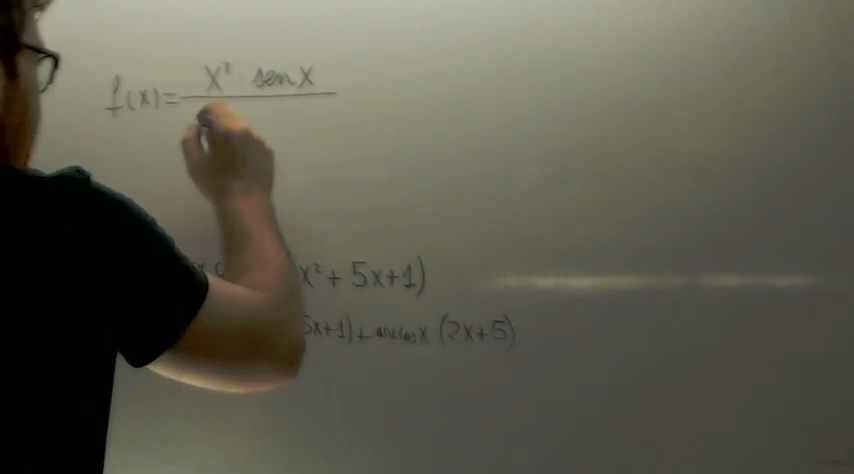 f(x)= x² sen x
x²+ 5x+1)
5x+1)+ arccos x (2x+5)